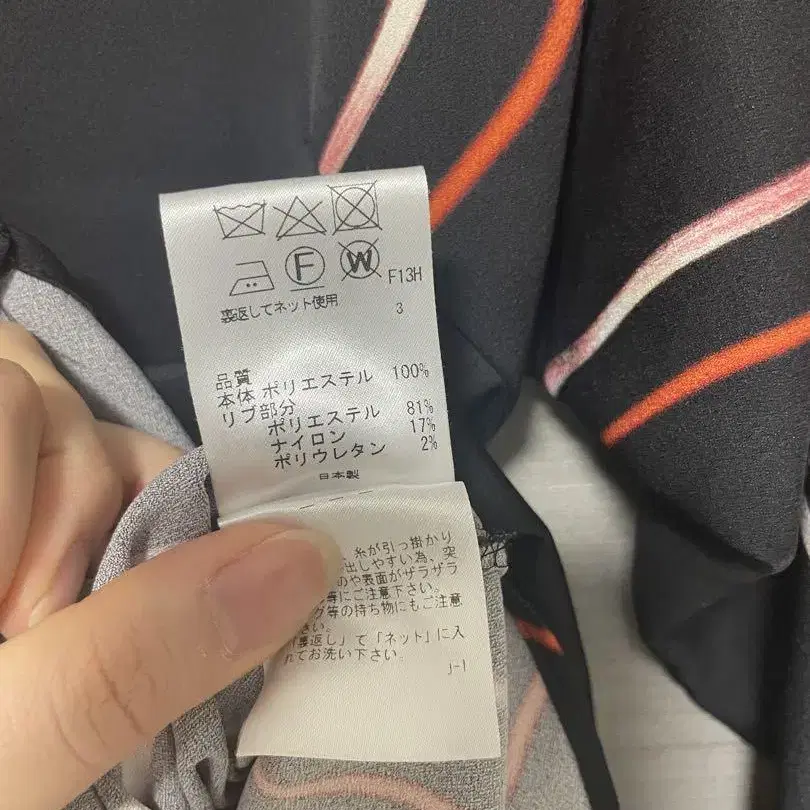 F
W
F13H
裏返してネット使用
3
品質
本体 ポリエステル 100%
リブ部分
ポリエステル 81%
ナイロン 17%
ポリウレタン 2%
日本製
糸が引っ掛かり
出しやすい為、突
のや表面がザラザラ
等にご注意下さい。
グ等の持ち物にもご注意
さい。
裏返し」で「ネット」に入
れてお洗い下さい。
J-1